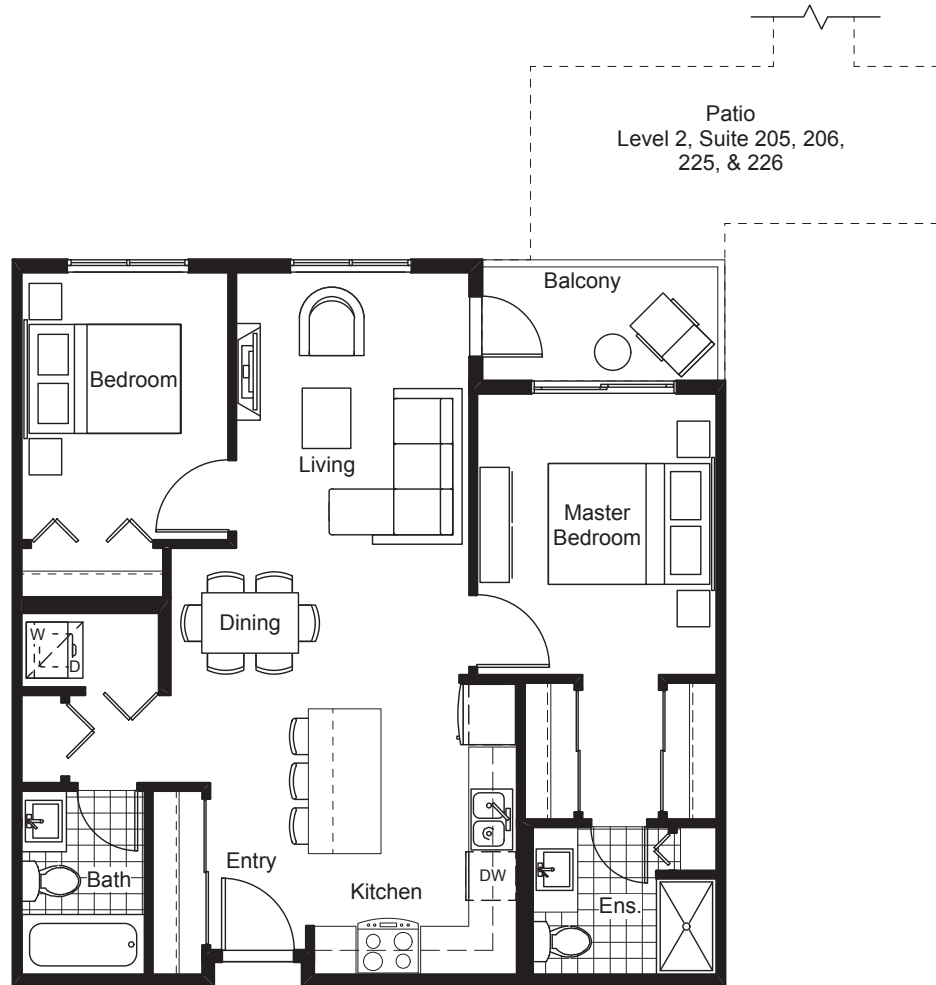 Patio
Level 2, Suite 205, 206,
225, & 226
Balcony
Bedroom
Living
Master
Bedroom
Dining
W
D
Entry
Bath
Kitchen
DW
Ens.